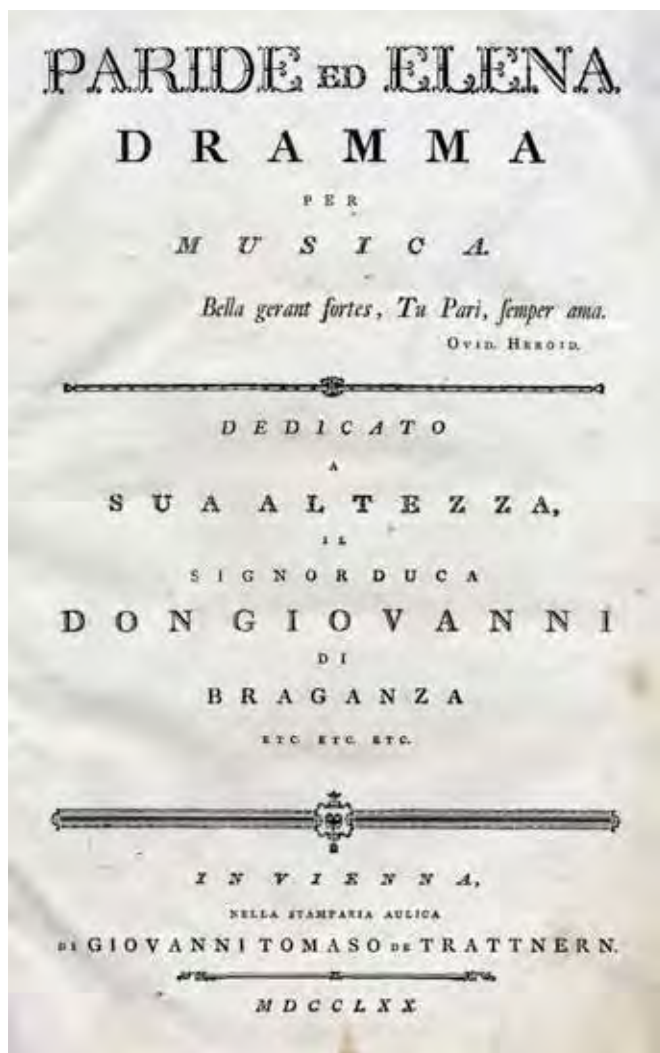 PARIDE ED ELENA.
DRAMMA
PER
MUSICA.
Bella gerant fortes, Tu Pari, ſemper ama.
OVID. HEROID.
DEDICATO
A
SUA ALTEZZA,
IL
SIGNOR DUCA
DON GIOVANNI
DI
BRAGANZA
ETC. ETC. ETC.
IN VIENNA,
NELLA STAMPARIA AULICA
DI GIOVANNI TOMASO DE TRATTNERN.
MDCCLXX